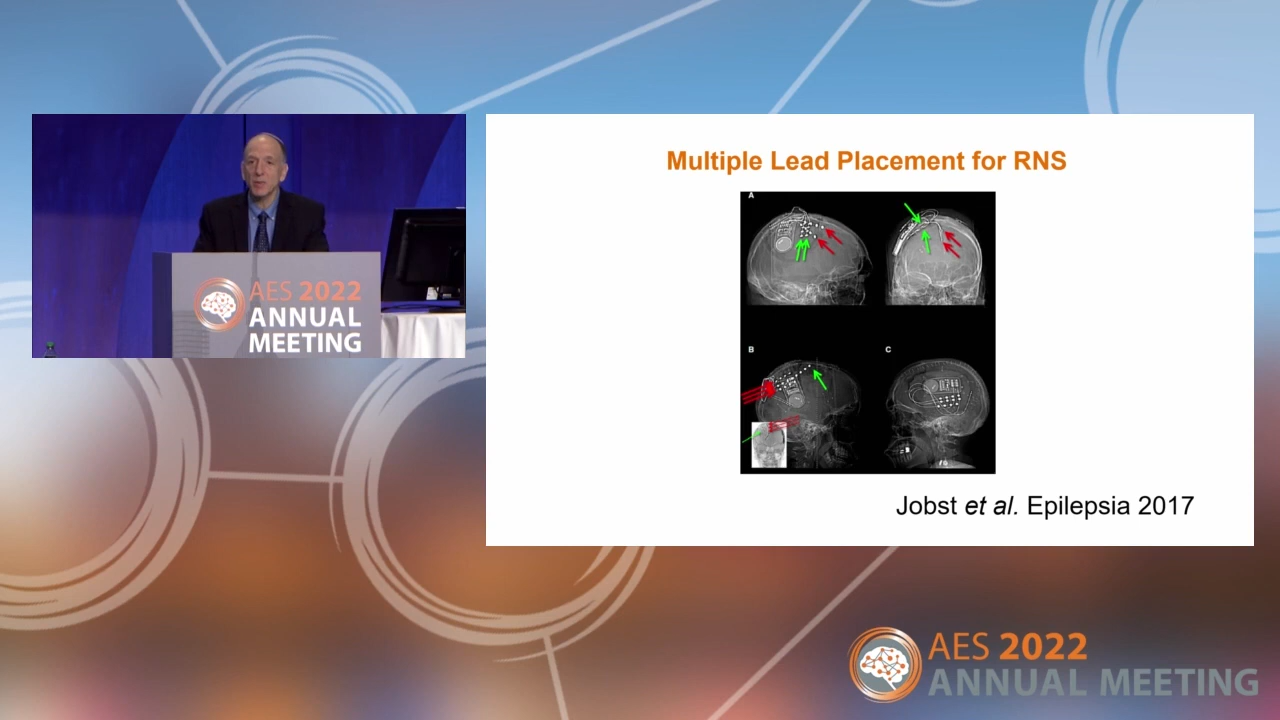 AES 2022
ANNUAL
MEETING
Multiple Lead Placement for RNS
A
B
C
Jobst et al. Epilepsia 2017
AES 2022
ANNUAL MEETING